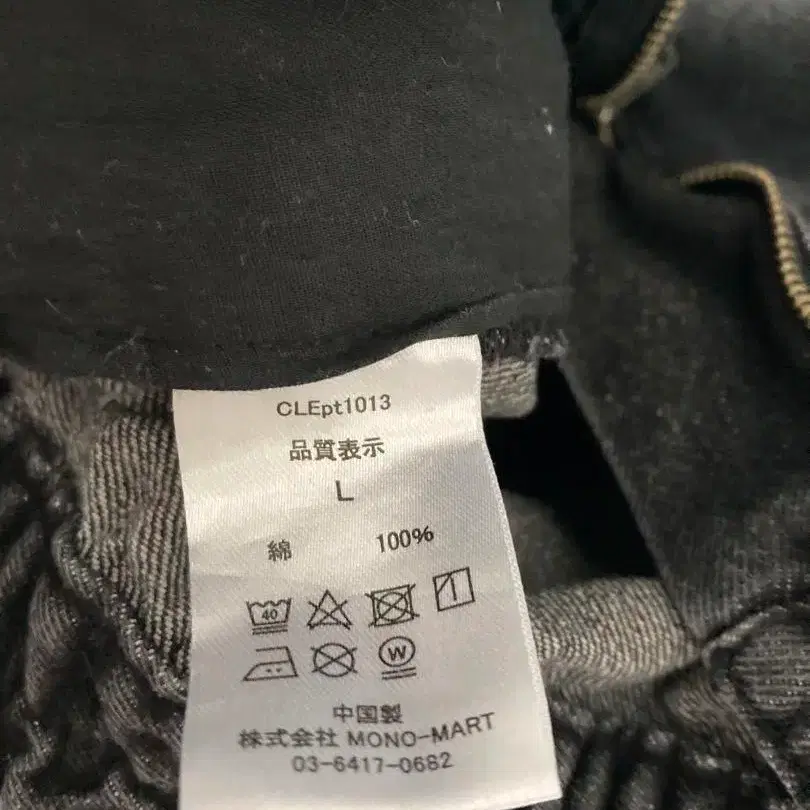 CLEpt1013
品質表示
L
綿 100%
40
W
中国製
株式会社 MONO-MART
03-6417-0682